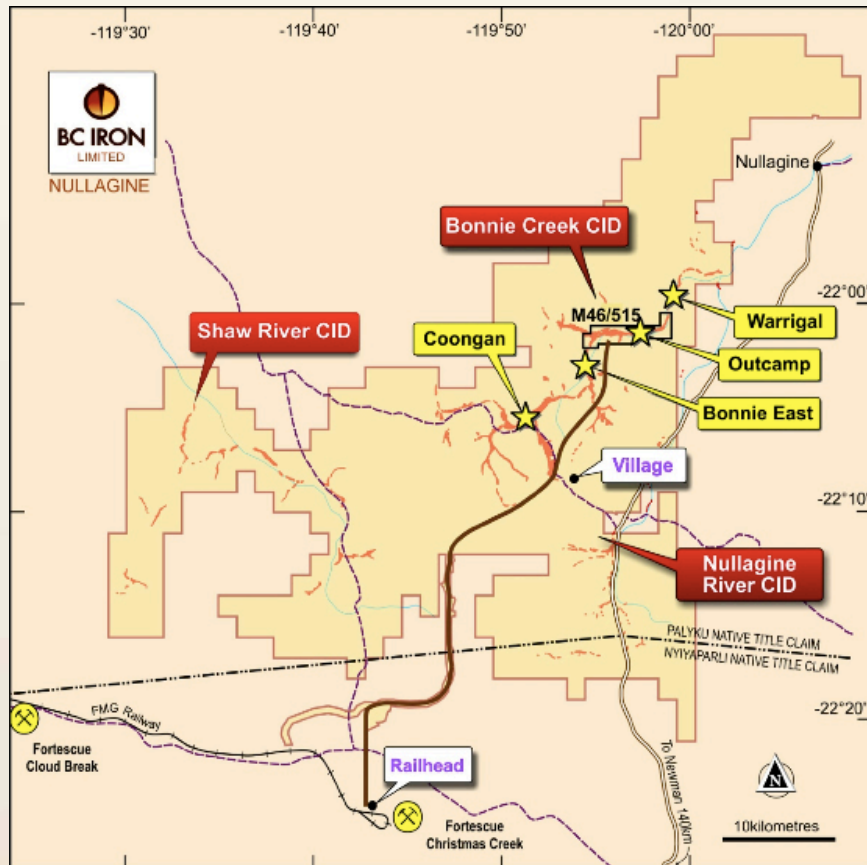 -119°30'
-119°40'
-119°50'
-120°00'
BC IRON
LIMITED
NULLAGINE
Nullagine
Bonnie Creek CID
-22°00'
M46/515
Warrigal
Shaw River CID
Coongan
Outcamp
Bonnie East
Village
-22°10'
Nullagine
River CID
PALYKU NATIVE TITLE CLAIM
NYIYAPARLI NATIVE TITLE CLAIM
-22°20'
FMG Railway
Fortescue
Cloud Break
Railhead
To Newman 140km
N
Fortescue
Christmas Creek
10kilometres